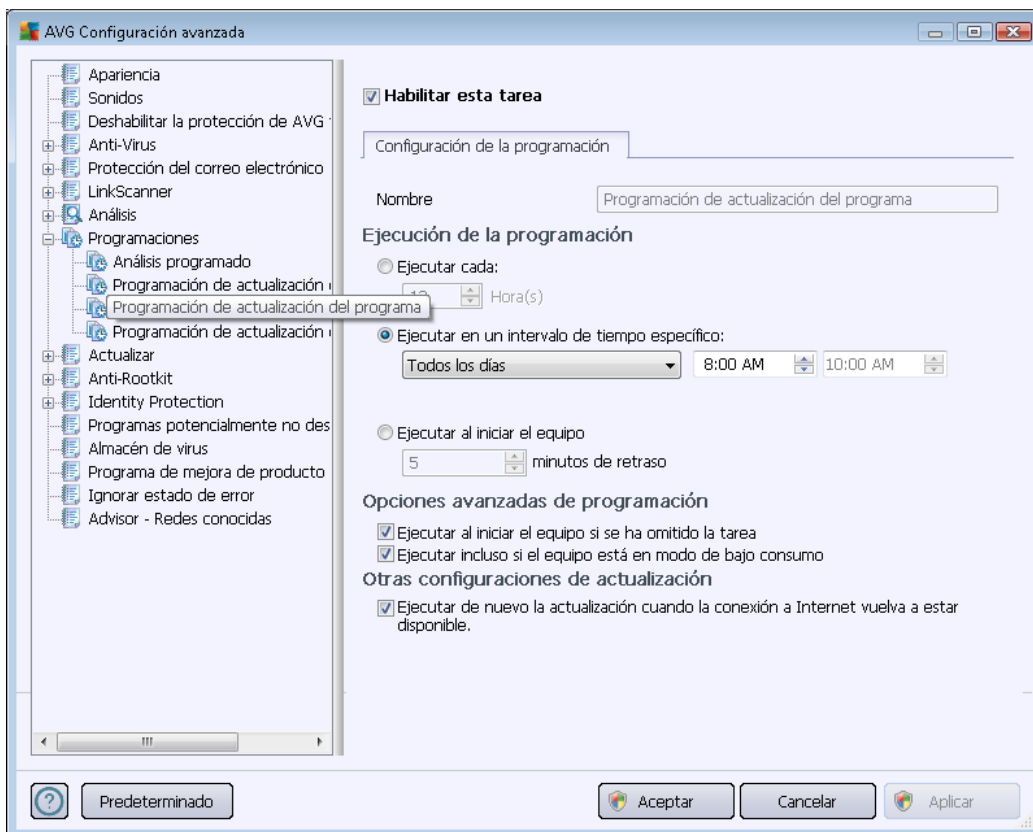 AVG Configuración avanzada
Apariencia
Sonidos
Deshabilitar la protección de AVG
Anti-Virus
Protección del correo electrónico
LinkScanner
Análisis
Programaciones
Análisis programado
Programación de actualización
Programación de actualización del programa
Programación de actualización
Actualizar
Anti-Rootkit
Identity Protection
Programas potencialmente no des
Almacén de virus
Programa de mejora de producto
Ignorar estado de error
Advisor - Redes conocidas
Habilitar esta tarea
Configuración de la programación
Nombre
Programación de actualización del programa
Ejecución de la programación
Ejecutar cada:
Hora(s)
Ejecutar en un intervalo de tiempo específico:
Todos los días 8:00 AM 10:00 AM
Ejecutar al iniciar el equipo
5 minutos de retraso
Opciones avanzadas de programación
Ejecutar al iniciar el equipo si se ha omitido la tarea
Ejecutar incluso si el equipo está en modo de bajo consumo
Otras configuraciones de actualización
Ejecutar de nuevo la actualización cuando la conexión a Internet vuelva a estar
disponible.
Predeterminado
Aceptar
Cancelar
Aplicar